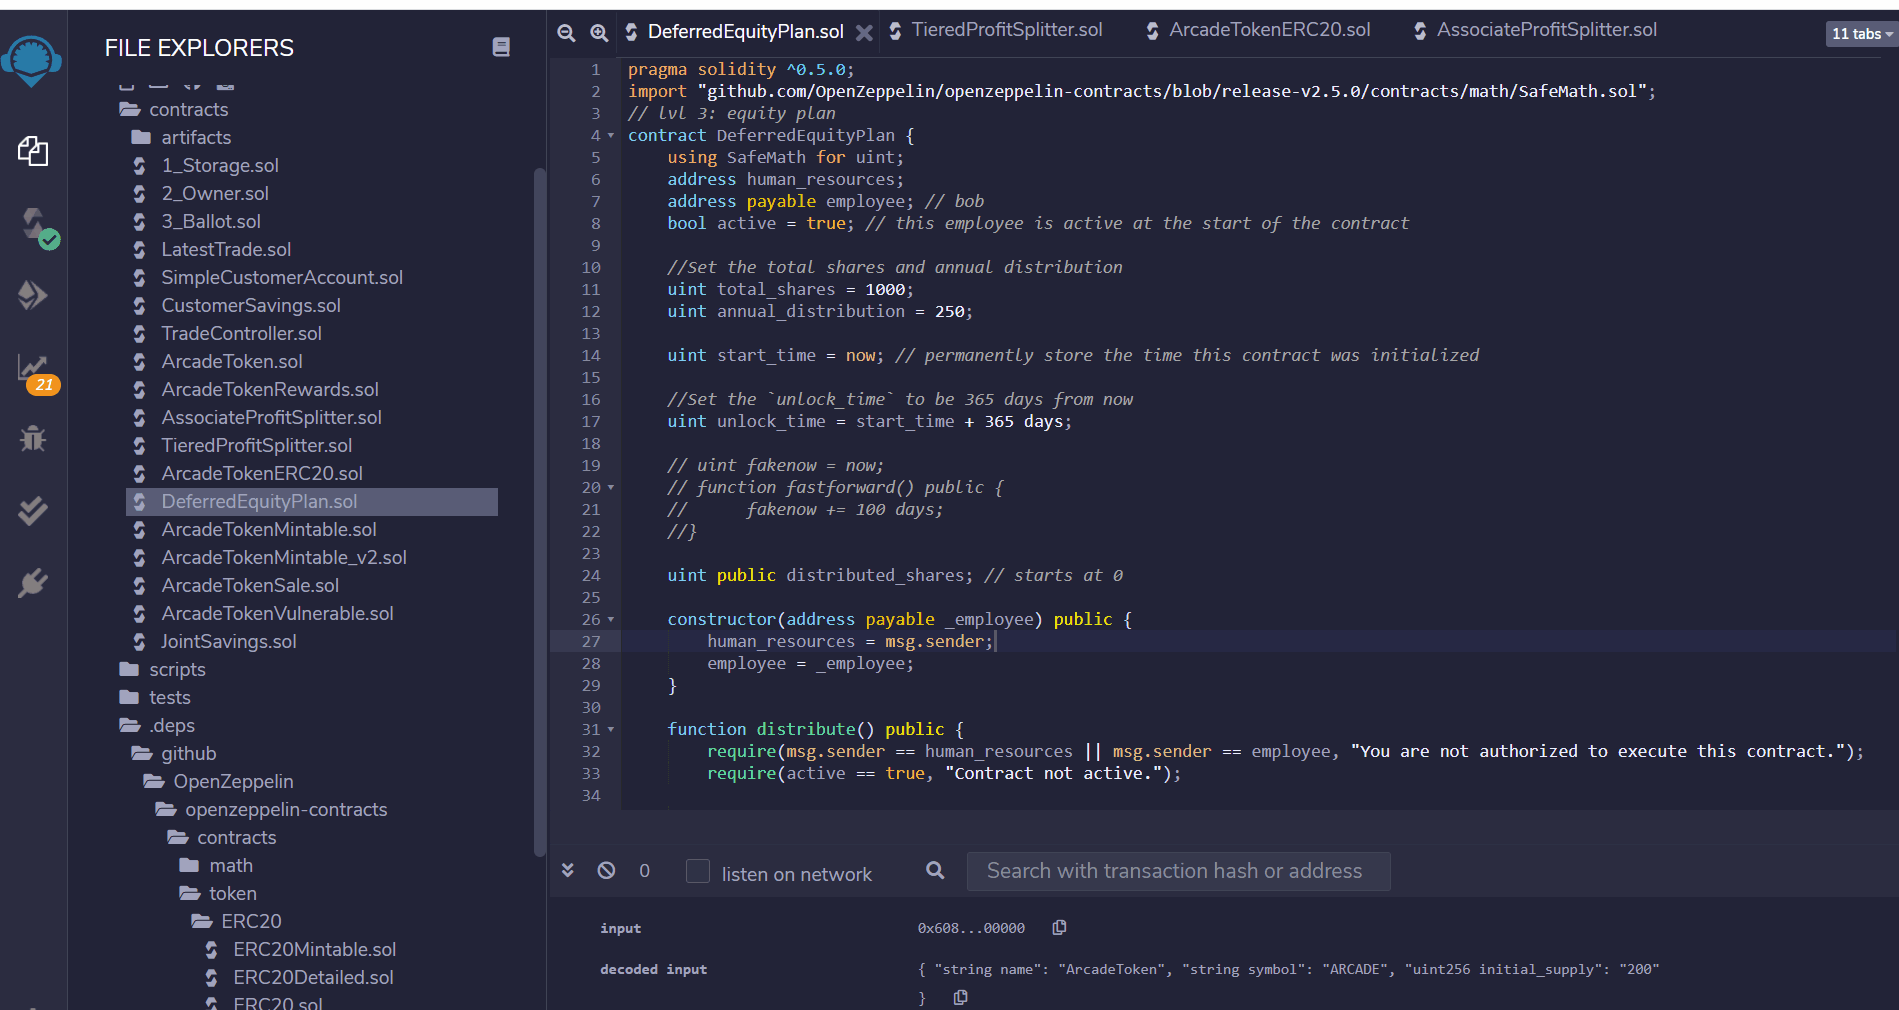 FILE EXPLORERS
contracts
artifacts
1_Storage.sol
2_Owner.sol
3_Ballot.sol
LatestTrade.sol
SimpleCustomerAccount.sol
CustomerSavings.sol
TradeController.sol
ArcadeToken.sol
ArcadeTokenRewards.sol
AssociateProfitSplitter.sol
TieredProfitSplitter.sol
ArcadeTokenERC20.sol
DeferredEquityPlan.sol
ArcadeTokenMintable.sol
ArcadeTokenMintable_v2.sol
ArcadeTokenSale.sol
ArcadeTokenVulnerable.sol
JointSavings.sol
scripts
tests
.deps
github
OpenZeppelin
openzeppelin-contracts
contracts
math
token
ERC20
ERC20Mintable.sol
ERC20Detailed.sol
ERC20.sol
21
DeferredEquityPlan.sol TieredProfitSplitter.sol ArcadeTokenERC20.sol AssociateProfitSplitter.sol 11 tabs
1 pragma solidity ^0.5.0;
2 import "github.com/OpenZeppelin/openzeppelin-contracts/blob/release-v2.5.0/contracts/math/SafeMath.sol";
3 // lvl 3: equity plan
4 contract DeferredEquityPlan {
5 using SafeMath for uint;
6 address human_resources;
7 address payable employee; // bob
8 bool active = true; // this employee is active at the start of the contract
9
10 //Set the total shares and annual distribution
11 uint total_shares = 1000;
12 uint annual_distribution = 250;
13
14 uint start_time = now; // permanently store the time this contract was initialized
15
16 //Set the `unlock_time` to be 365 days from now
17 uint unlock_time = start_time + 365 days;
18
19 // uint fakenow = now;
20 // function fastforward() public {
21 // fakenow += 100 days;
22 //}
23
24 uint public distributed_shares; // starts at 0
25
26 constructor(address payable _employee) public {
27 human_resources = msg.sender;
28 employee = _employee;
29 }
30
31 function distribute() public {
32 require(msg.sender == human_resources || msg.sender == employee, "You are not authorized to execute this contract.");
33 require(active == true, "Contract not active.");
34
0 listen on network Search with transaction hash or address
input 0x608...00000
decoded input { "string name": "ArcadeToken", "string symbol": "ARCADE", "uint256 initial_supply": "200"
}